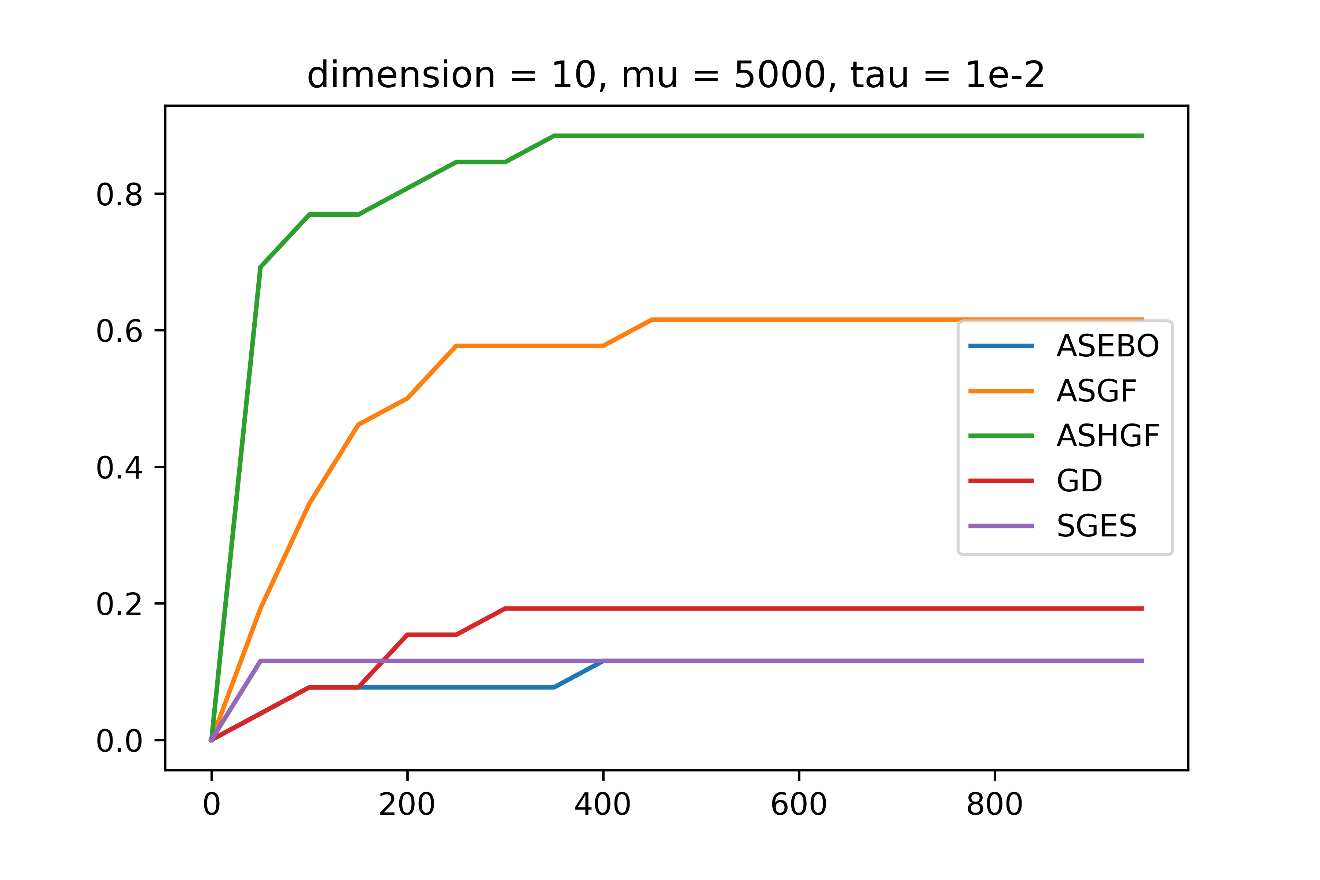 dimension = 10, mu = 5000, tau = 1e-2
0.8
0.6
0.4
0.2
0.0
ASEBO
ASGF
ASHGF
GD
SGES
0 200 400 600 800